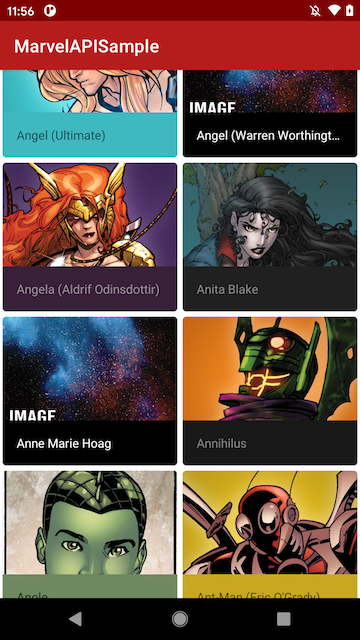 11:56
MarvelAPISample
IMAGE
Angel (Ultimate)
Angel (Warren Worthingt...
Angela (Aldrif Odinsdottir)
Anita Blake
IMAGE
Anne Marie Hoag
Annihilus
Anole
Ant-Man (Eric O'Grady)